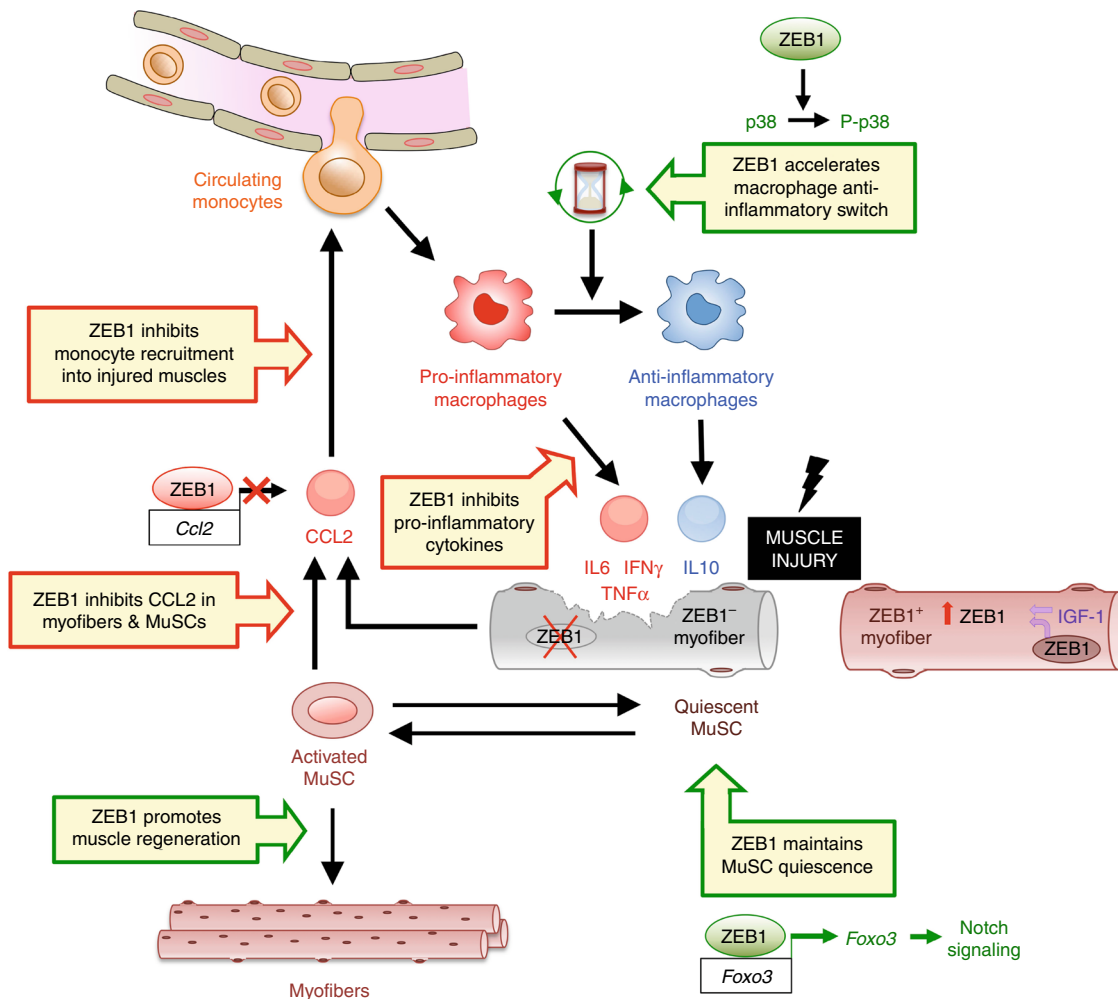 ZEB1
p38
P-p38
ZEB1 accelerates
macrophage anti-
inflammatory switch
Circulating
monocytes
ZEB1 inhibits
monocyte recruitment
into injured muscles
Pro-inflammatory
macrophages
Anti-inflammatory
macrophages
ZEB1
Ccl2
CCL2
ZEB1 inhibits
pro-inflammatory
cytokines
IL6 IFNγ
TNFα
IL10
MUSCLE
INJURY
ZEB1 inhibits CCL2 in
myofibers & MuSCs
ZEB1
ZEB1⁻
myofiber
ZEB1⁺
myofiber
ZEB1
IGF-1
ZEB1
Activated
MuSC
Quiescent
MuSC
ZEB1 promotes
muscle regeneration
ZEB1 maintains
MuSC quiescence
Myofibers
ZEB1
Foxo3
Foxo3
Notch
signaling